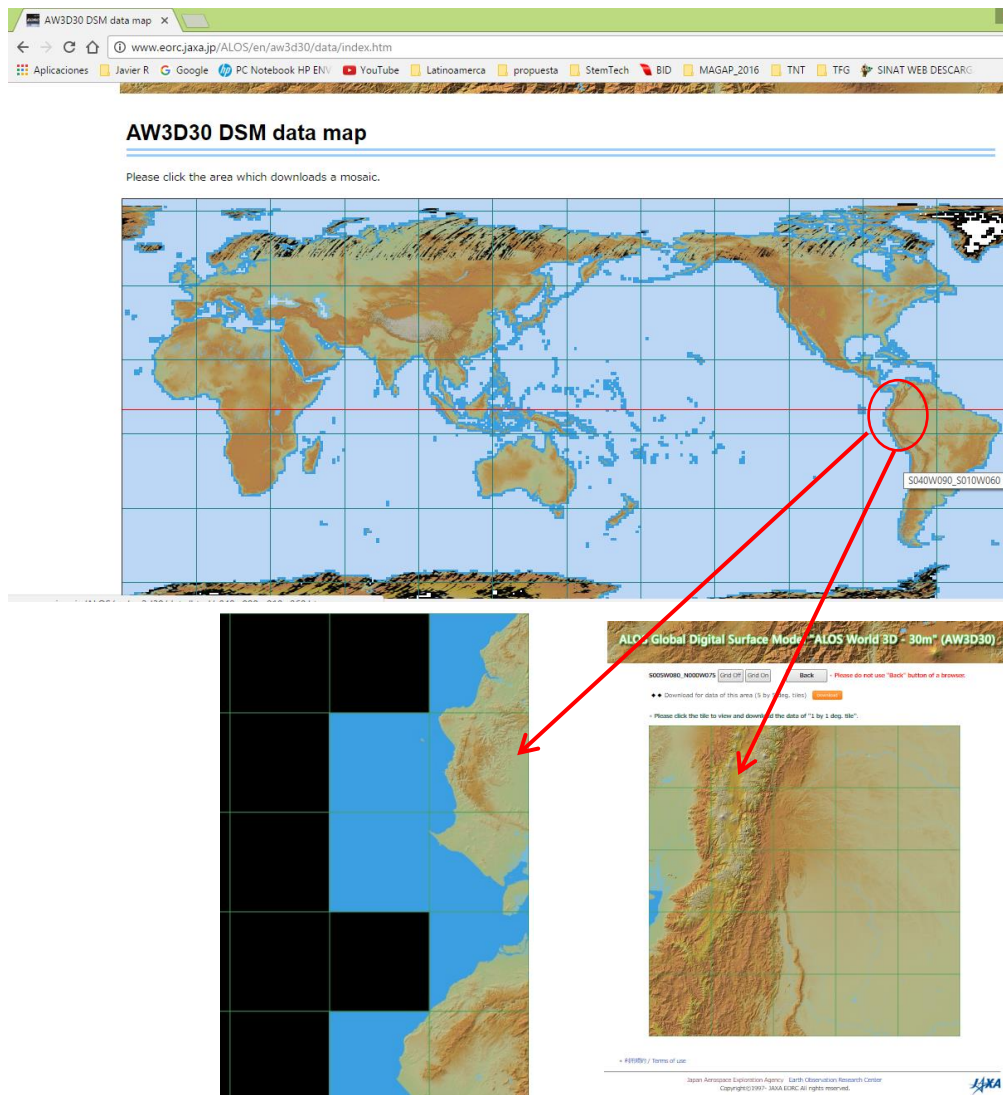 AW3D30 DSM data map
www.eorc.jaxa.jp/ALOS/en/aw3d30/data/index.htm
Aplicaciones Javier R Google PC Notebook HP ENV YouTube Latinoamerca propuesta StemTech BID MAGAP_2016 TNT TFG SINAT WEB DESCARG
AW3D30 DSM data map
Please click the area which downloads a mosaic.
S040W090_S010W060
ALOS Global Digital Surface Model "ALOS World 3D - 30m" (AW3D30)
S005W080_N000W075 Grid Off Grid On Back - Please do not use "Back" button of a browser.
Download for data of this area (5 by 5 deg. tiles)
- Please click the tile to view and download the data of "1 by 1 deg. tile".
/ Terms of use
Japan Aerospace Exploration Agency Earth Observation Research Center
Copyright©1997- JAXA EORC All rights reserved.
JAXA